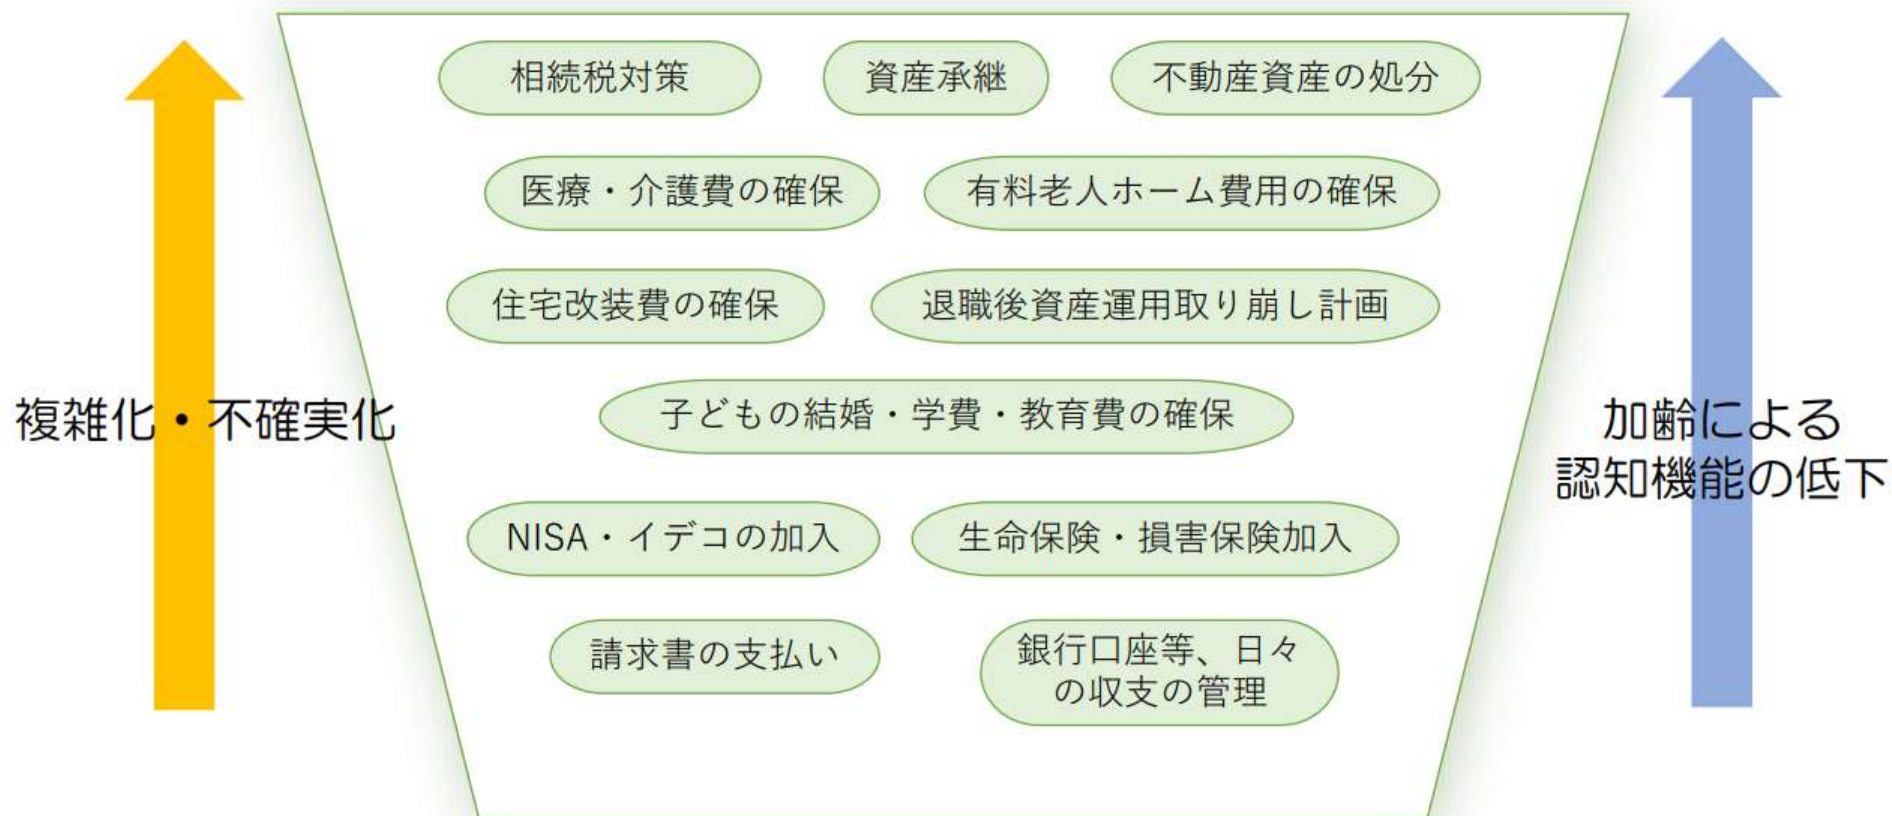 相続税対策
資産承継
不動産資産の処分
医療・介護費の確保
有料老人ホーム費用の確保
住宅改装費の確保
退職後資産運用取り崩し計画
複雑化・不確実化
子どもの結婚・学費・教育費の確保
加齢による
認知機能の低下
NISA・イデコの加入
生命保険・損害保険加入
請求書の支払い
銀行口座等、日々
の収支の管理